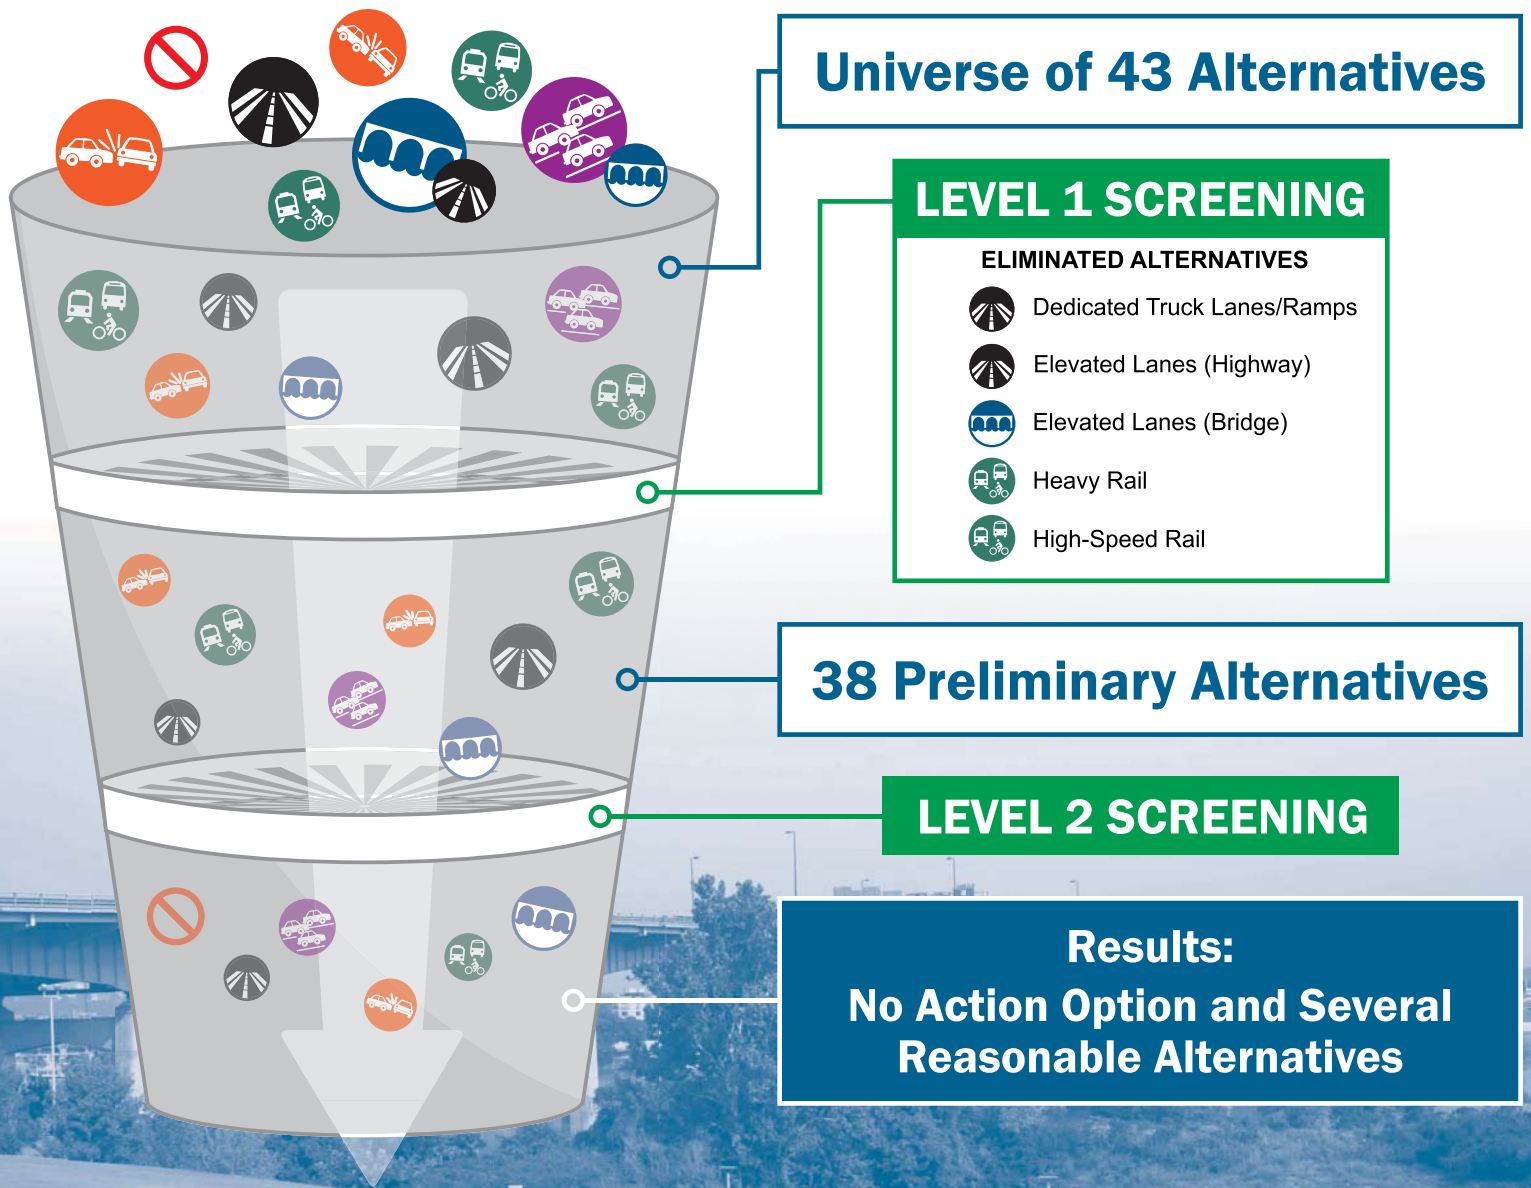 Universe of 43 Alternatives
LEVEL 1 SCREENING
ELIMINATED ALTERNATIVES
Dedicated Truck Lanes/Ramps
Elevated Lanes (Highway)
Elevated Lanes (Bridge)
Heavy Rail
High-Speed Rail
38 Preliminary Alternatives
LEVEL 2 SCREENING
Results:
No Action Option and Several
Reasonable Alternatives